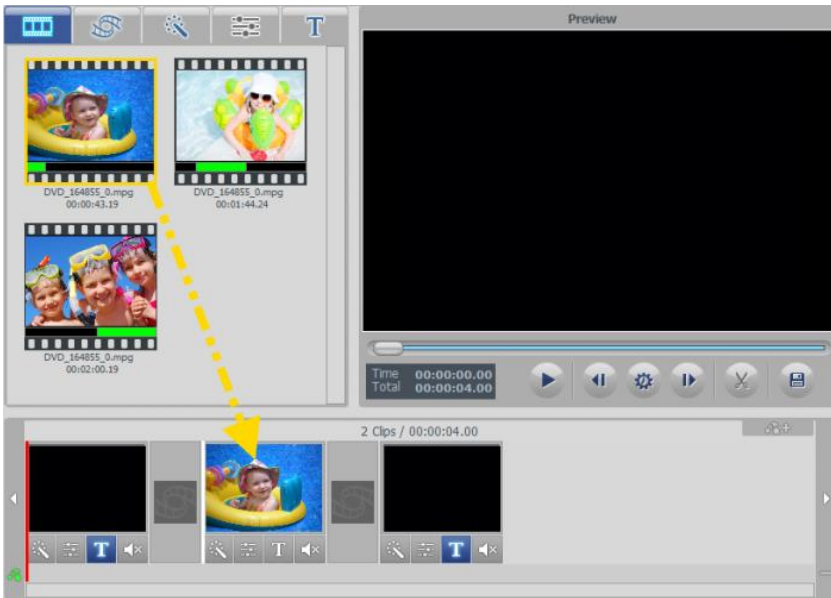 T
Preview
DVD_164855_0.mpg
00:00:43.19
DVD_164855_0.mpg
00:01:44.24
DVD_164855_0.mpg
00:02:00.19
Time 00:00:00.00
Total 00:00:04.00
2 Clips / 00:00:04.00
T
T
T